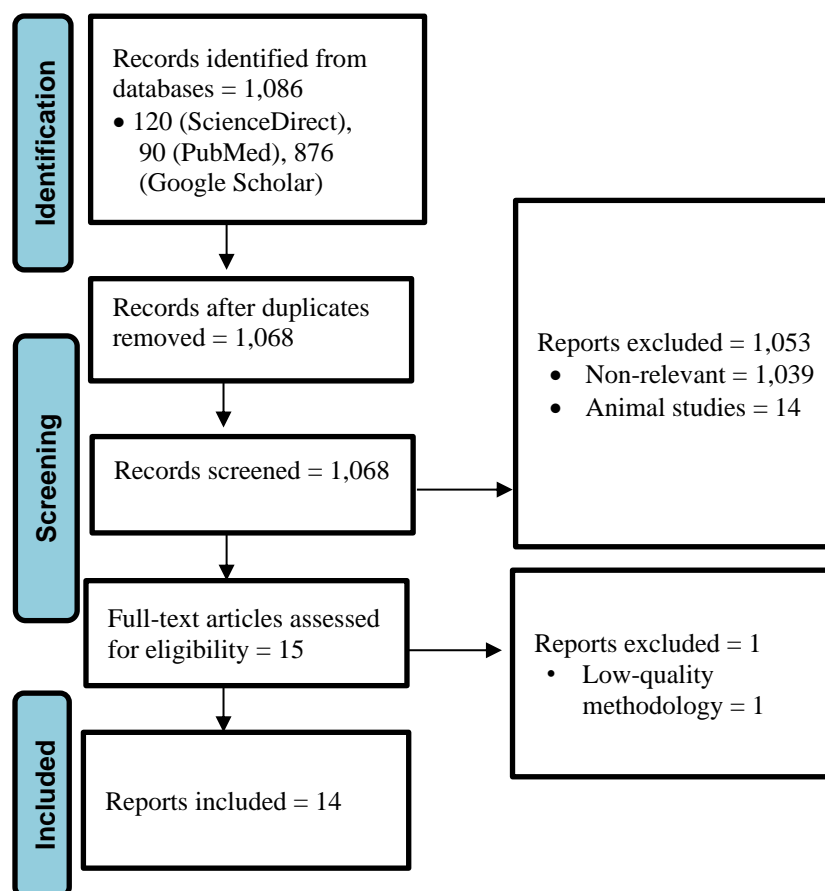 Identification
Records identified from
databases = 1,086
• 120 (ScienceDirect),
90 (PubMed), 876
(Google Scholar)
Records after duplicates
removed = 1,068
Screening
Records screened = 1,068
Reports excluded = 1,053
• Non-relevant = 1,039
• Animal studies = 14
Full-text articles assessed
for eligibility = 15
Reports excluded = 1
• Low-quality
methodology = 1
Included
Reports included = 14